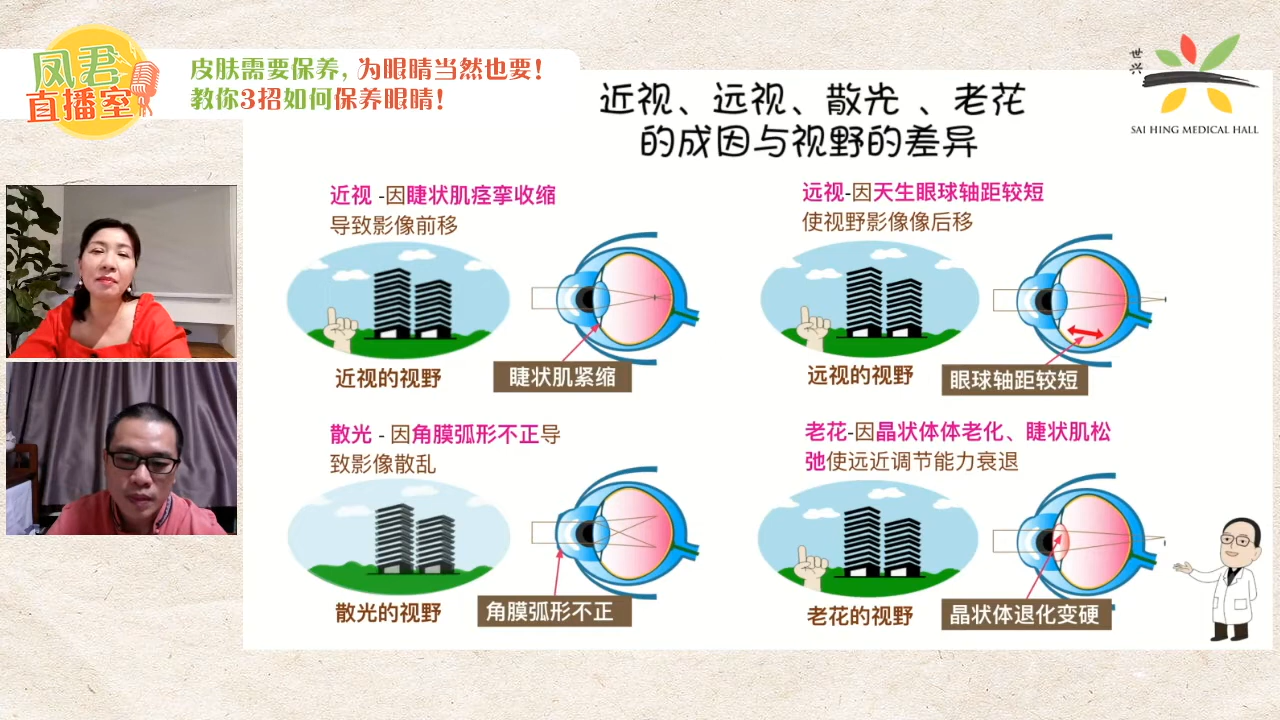 凤君
直播室
皮肤需要保养,为眼睛当然也要!
教你3招如何保养眼睛!
世兴
SAI HING MEDICAL HALL
近视、远视、散光 、老花
的成因与视野的差异
近视 -因睫状肌痉挛收缩
导致影像前移
睫状肌紧缩
近视的视野
远视-因天生眼球轴距较短
使视野影像像后移
眼球轴距较短
远视的视野
散光 - 因角膜弧形不正导
致影像散乱
角膜弧形不正
散光的视野
老花-因晶状体体老化、睫状肌松
弛使远近调节能力衰退
晶状体退化变硬
老花的视野